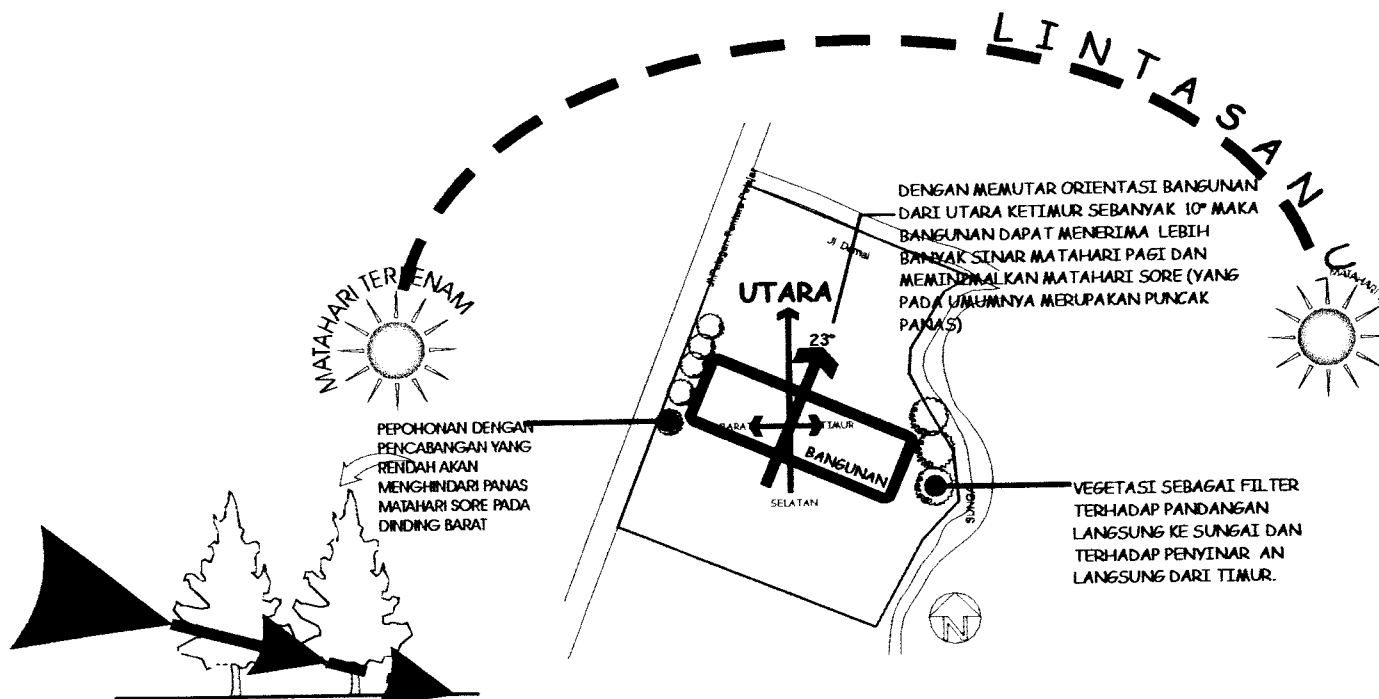 LINTASAN
DENGAN MEMUTAR ORIENTASI BANGUNAN
DARI UTARA KETIMUR SEBANYAK 10° MAKA
BANGUNAN DAPAT MENERIMA LEBIH
BANYAK SINAR MATAHARI PAGI DAN
MEMINIMALKAN MATAHARI SORE (YANG
PADA UMUMNYA MERUPAKAN PUNCAK
PANAS)
Jl. Damai
MATAHARI
MATAHARI TERBENAM
UTARA
23°
BARAT
TIMUR
BANGUNAN
SELATAN
PEPOHONAN DENGAN
PENCABANGAN YANG
RENDAH AKAN
MENGHINDARI PANAS
MATAHARI SORE PADA
DINDING BARAT
VEGETASI SEBAGAI FILTER
TERHADAP PANDANGAN
LANGSUNG KE SUNGAI DAN
TERHADAP PENYINAR AN
LANGSUNG DARI TIMUR.
N